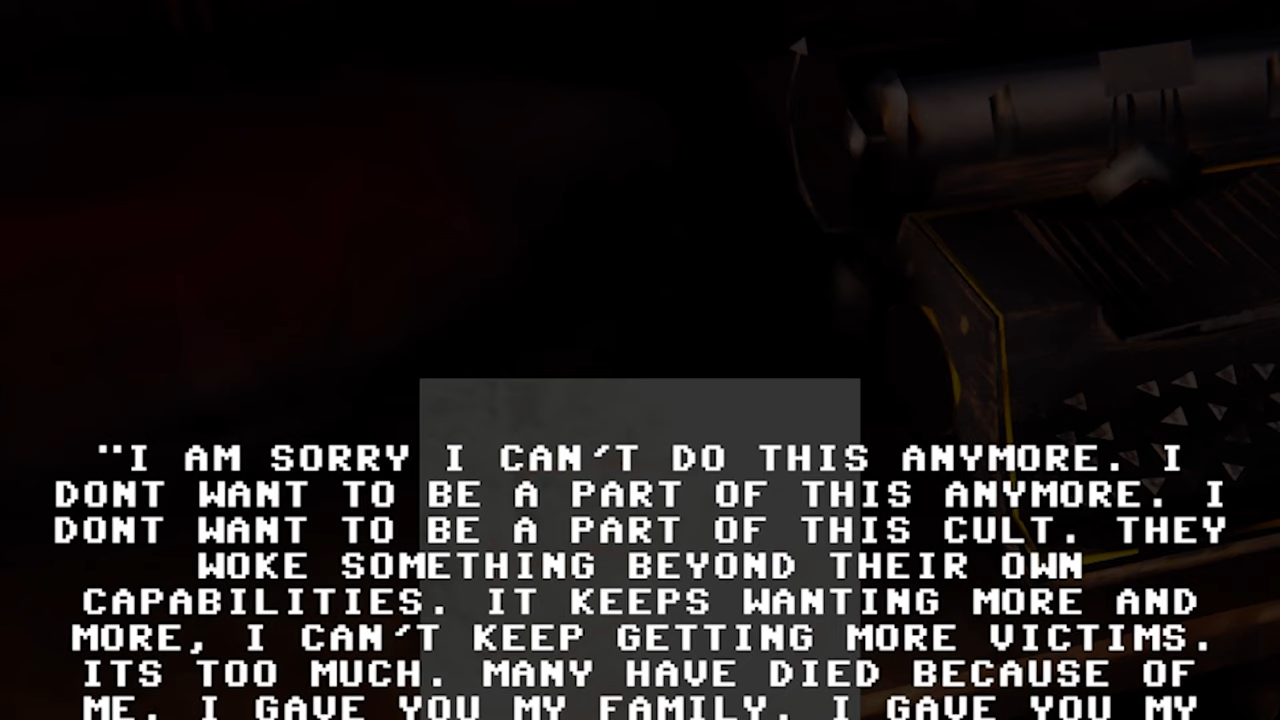 "I AM SORRY I CAN'T DO THIS ANYMORE. I
DONT WANT TO BE A PART OF THIS ANYMORE. I
DONT WANT TO BE A PART OF THIS CULT. THEY
WOKE SOMETHING BEYOND THEIR OWN
CAPABILITIES. IT KEEPS WANTING MORE AND
MORE, I CAN'T KEEP GETTING MORE VICTIMS.
ITS TOO MUCH. MANY HAVE DIED BECAUSE OF
ME. I GAVE YOU MY FAMILY. I GAVE YOU MY